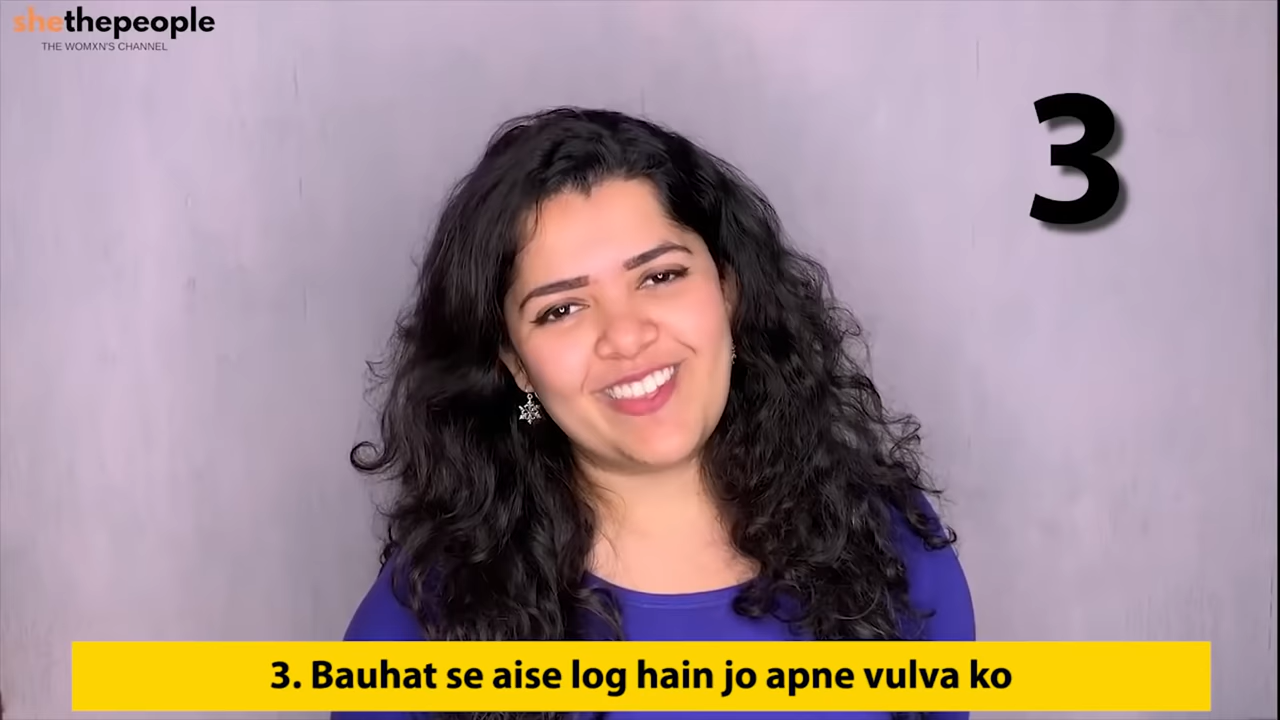 shethepeople
THE WOMXN'S CHANNEL
3
3. Bauhat se aise log hain jo apne vulva ko